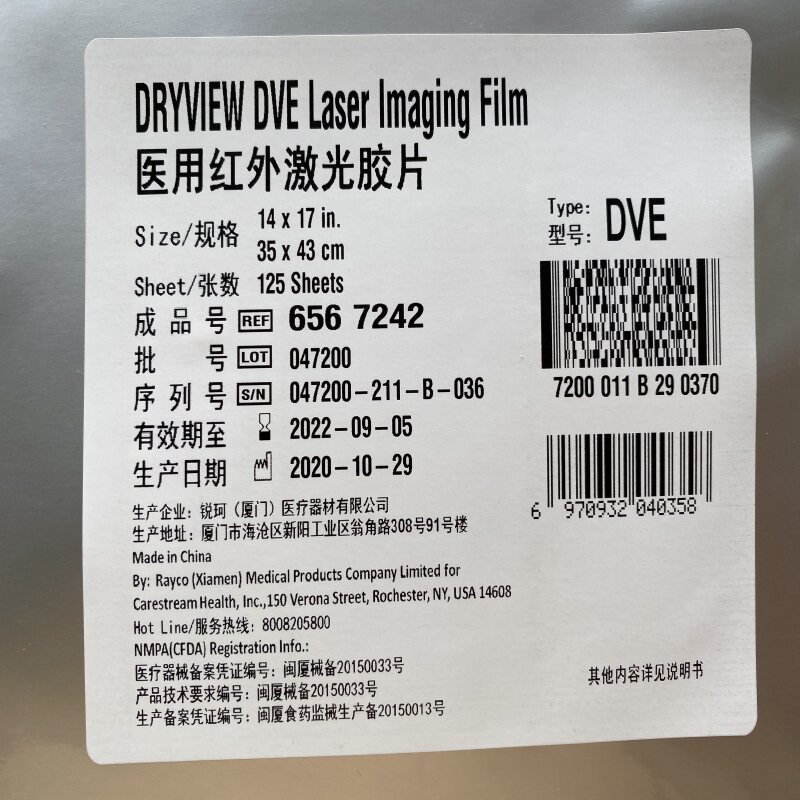 DRYVIEW DVE Laser Imaging Film
医用红外激光胶片
Size/规格 14 x 17 in.
35 x 43 cm
Sheet/张数 125 Sheets
成品号 REF 656 7242
批号 LOT 047200
序列号 S/N 047200-211-B-036
有效期至 2022-09-05
生产日期 2020-10-29
Type:
型号: DVE
7200 011 B 29 0370
6 970932 040358
生产企业: 锐珂(厦门)医疗器材有限公司
生产地址: 厦门市海沧区新阳工业区翁角路308号91号楼
Made in China
By: Rayco (Xiamen) Medical Products Company Limited for
Carestream Health, Inc.,150 Verona Street, Rochester, NY, USA 14608
Hot Line/服务热线: 8008205800
NMPA(CFDA) Registration Info.:
医疗器械备案凭证编号: 闽厦械备20150033号
产品技术要求编号: 闽厦械备20150033号
生产备案凭证编号: 闽厦食药监械生产备20150013号
其他内容详见说明书